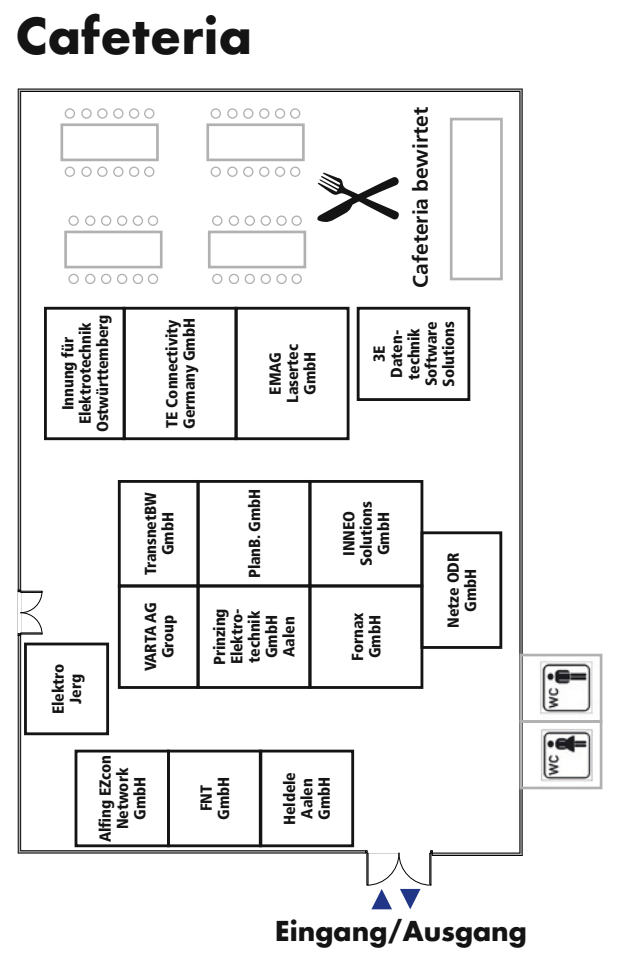 Cafeteria
Cafeteria bewirtet
Innung für
Elektrotechnik
Ostwürttemberg
TE Connectivity
Germany GmbH
EMAG
Lasertec
GmbH
3E
Daten-
technik
Software
Solutions
TransnetBW
GmbH
PlanB. GmbH
INNEO
Solutions
GmbH
Netze ODR
GmbH
VARTA AG
Group
Prinzing
Elektro-
technik
GmbH
Aalen
Fornax
GmbH
Elektro
Jerg
WC
WC
Alfing EZcon
Network
GmbH
FNT
GmbH
Heldele
Aalen
GmbH
Eingang/Ausgang